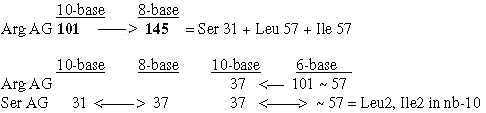 10-base 8-base
Arg AG 101 ——> 145 = Ser 31 + Leu 57 + Ile 57
10-base 8-base 10-base 6-base
Arg AG 37 <— 101 ~ 57
Ser AG 31 <——> 37 37 <——> ~ 57 = Leu2, Ile2 in nb-10